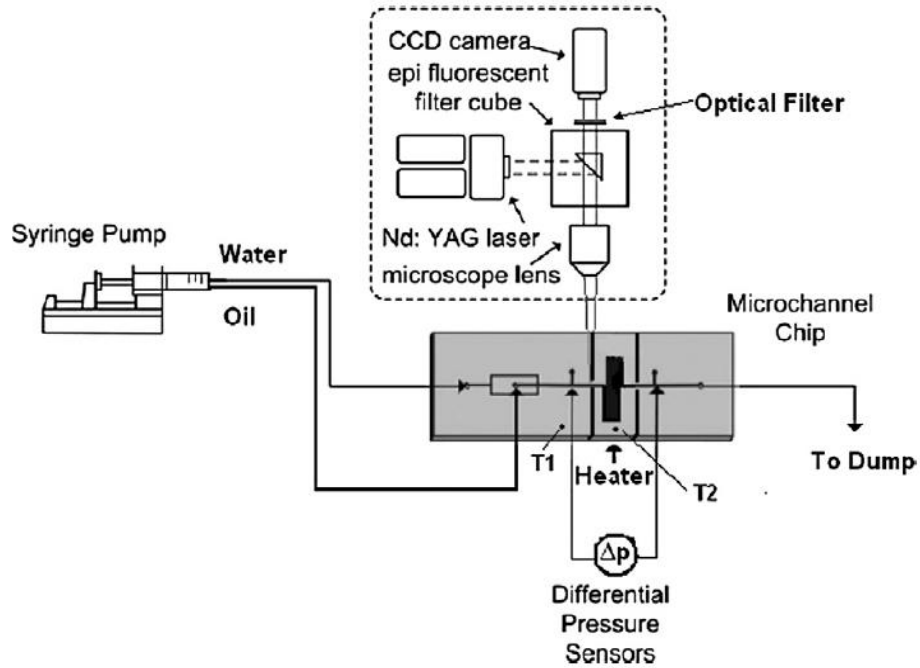 CCD camera
epi fluorescent
filter cube
Optical Filter
Nd: YAG laser
microscope lens
Syringe Pump
Water
Oil
Microchannel
Chip
T1
Heater
T2
To Dump
Δp
Differential
Pressure
Sensors